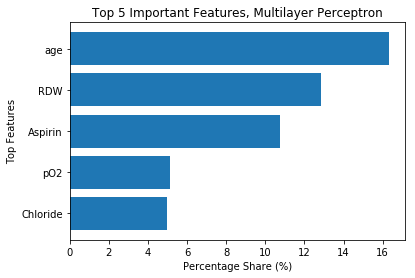 Top 5 Important Features, Multilayer Perceptron
Top Features
age
RDW
Aspirin
pO2
Chloride
0 2 4 6 8 10 12 14 16
Percentage Share (%)